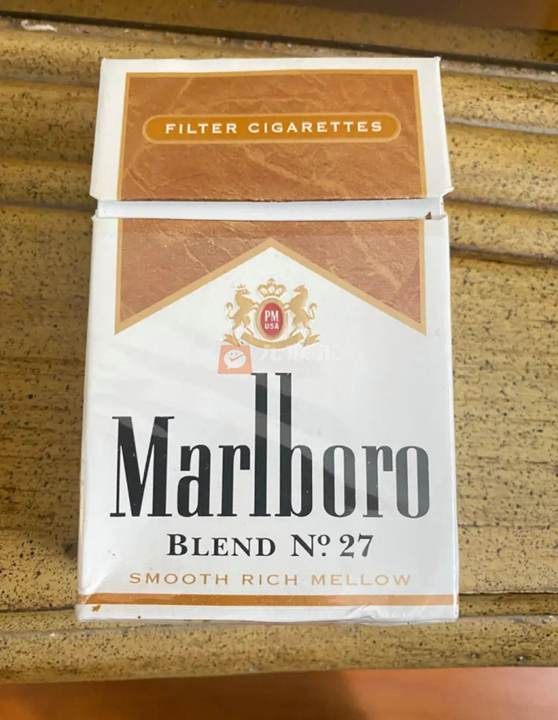 FILTER CIGARETTES
PM
USA
Marlboro
BLEND Nº 27
SMOOTH RICH MELLOW